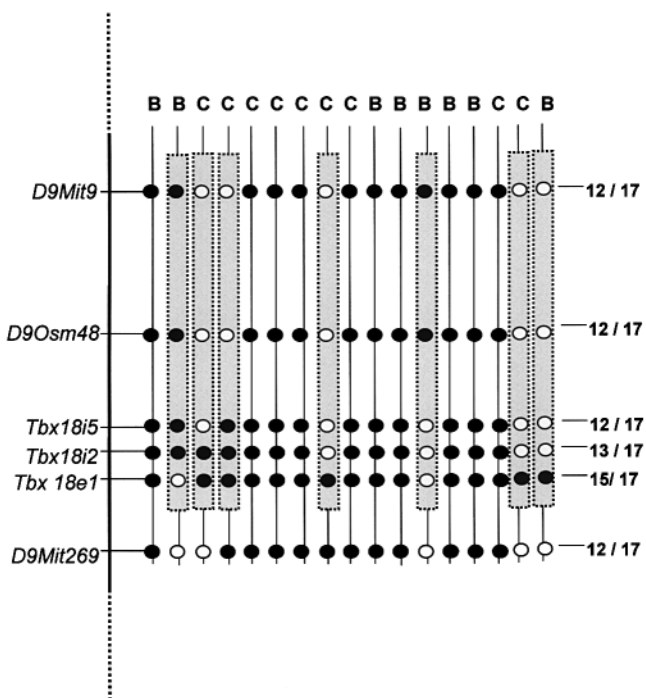 B B C C C C C C C B B B B B C C B
D9Mit9 12 / 17
D9Osm48 12 / 17
Tbx18i5 12 / 17
Tbx18i2 13 / 17
Tbx 18e1 15/ 17
D9Mit269 12 / 17